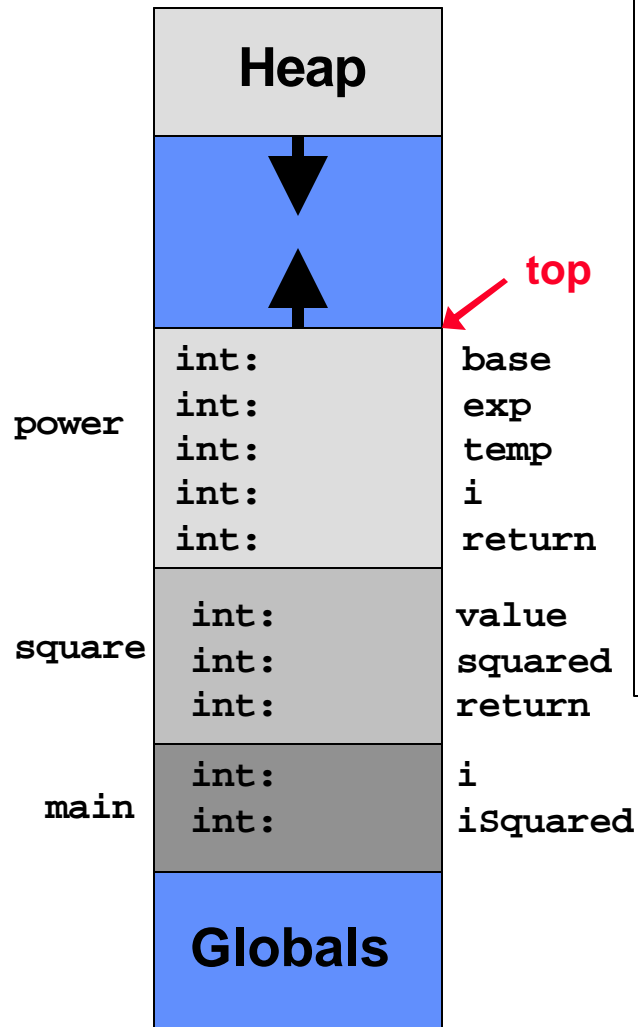 Heap
top
int: base
power int: exp
int: temp
int: i
int: return
int: value
square int: squared
int: return
int: i
main int: iSquared
Globals